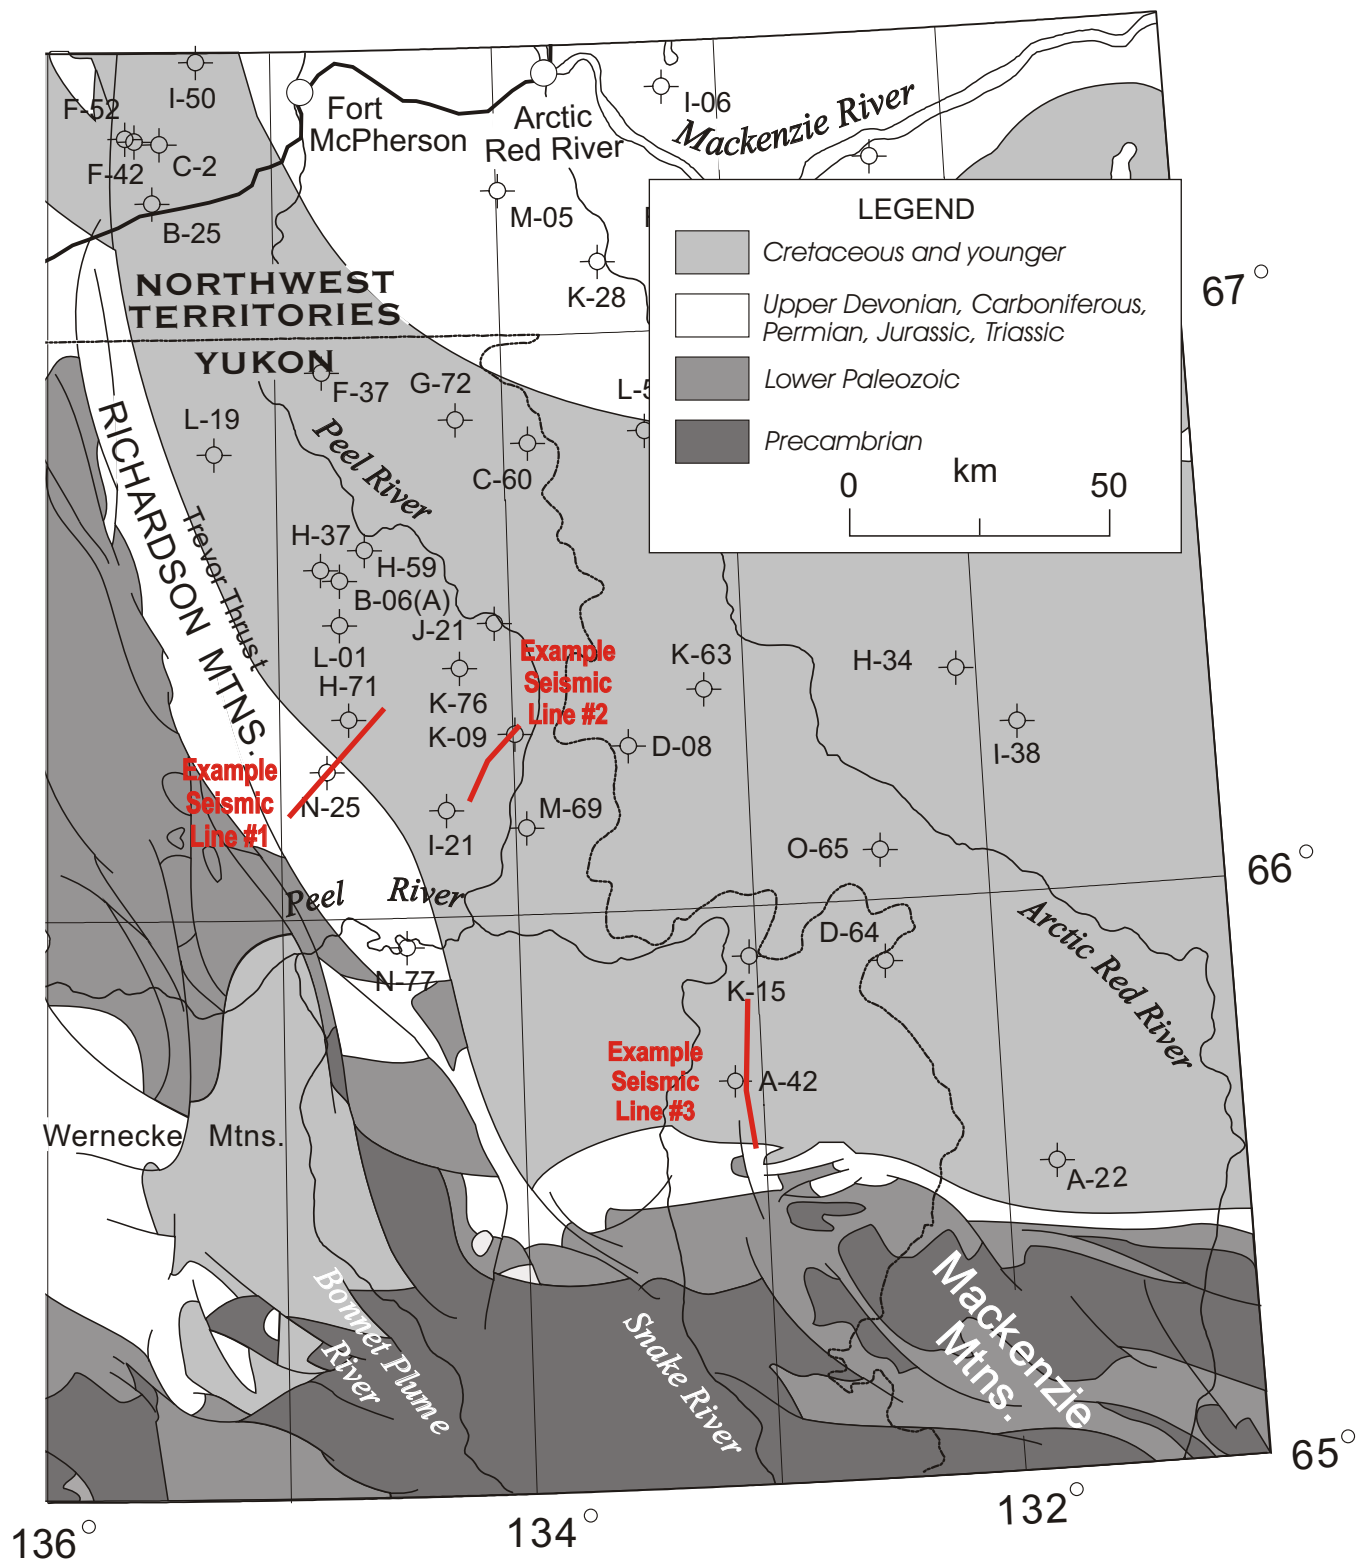 I-50
F-52
Fort
McPherson
Arctic
Red River
I-06
Mackenzie River
F-42
C-2
B-25
M-05
K-28
LEGEND
Cretaceous and younger
Upper Devonian, Carboniferous,
Permian, Jurassic, Triassic
Lower Paleozoic
Precambrian
km
0
50
67°
NORTHWEST
TERRITORIES
YUKON
F-37
G-72
L-19
Peel River
C-60
RICHARDSON MTNS.
Trevor Thrust
H-37
H-59
B-06(A)
J-21
L-01
H-71
K-76
K-09
Example
Seismic
Line #2
K-63
H-34
D-08
I-38
Example
Seismic
Line #1
N-25
I-21
M-69
O-65
66°
Peel River
N-77
D-64
Arctic Red River
K-15
Example
Seismic
Line #3
A-42
A-22
Wernecke Mtns.
Bonnet Plume
River
Snake River
Mackenzie
Mtns.
65°
136°
134°
132°